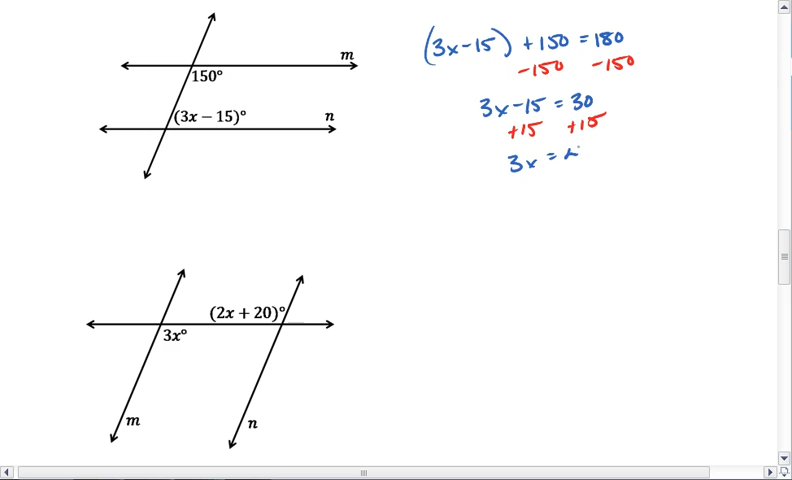 m
150°
(3x − 15)°
n
(3x-15) + 150 = 180
-150 -150
3x-15 = 30
+15 +15
3x =
(2x + 20)°
3x°
m
n